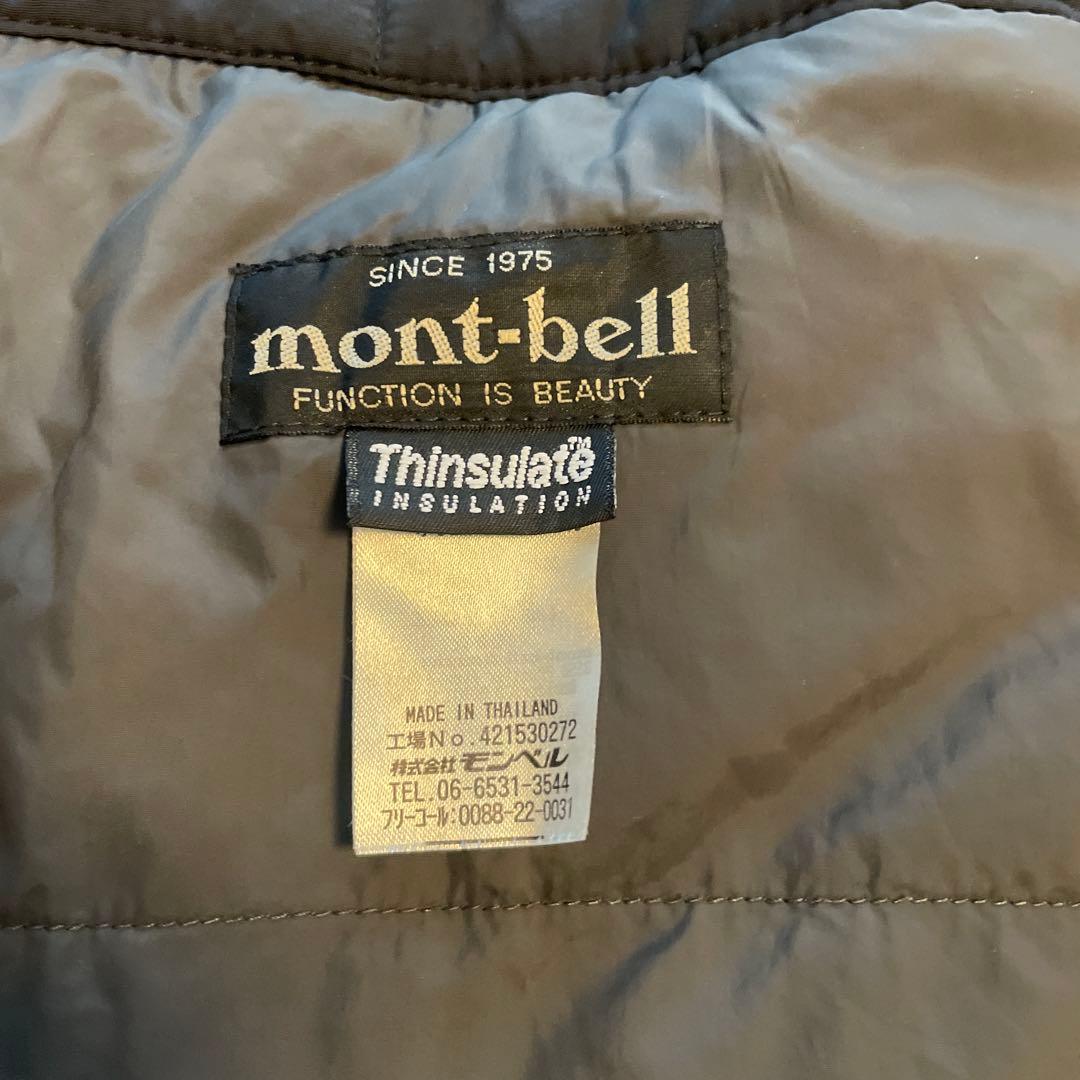 SINCE 1975
mont-bell
FUNCTION IS BEAUTY
Thinsulate™
INSULATION
MADE IN THAILAND
工場No.421530272
株式会社モンベル
TEL.06-6531-3544
フリーコール:0088-22-0031